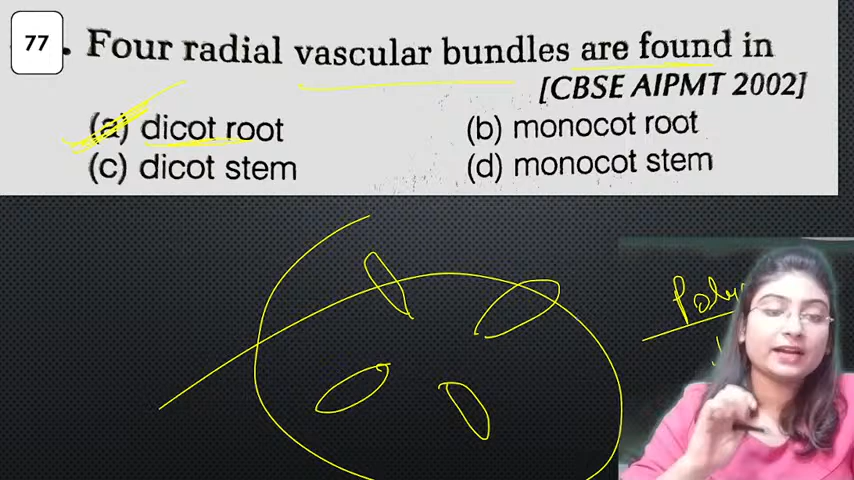 77. Four radial vascular bundles are found in
[CBSE AIPMT 2002]
(a) dicot root (b) monocot root
(c) dicot stem (d) monocot stem